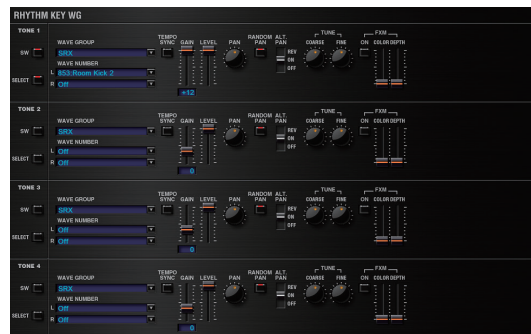 RHYTHM KEY WG
TONE 1
WAVE GROUP TEMPO SYNC GAIN LEVEL PAN RANDOM PAN ALT. PAN TUNE FXM
SW SRX REV ON OFF COARSE FINE ON COLOR DEPTH
WAVE NUMBER
SELECT L 853:Room Kick 2
R Off +12
TONE 2
WAVE GROUP TEMPO SYNC GAIN LEVEL PAN RANDOM PAN ALT. PAN TUNE FXM
SW SRX REV ON OFF COARSE FINE ON COLOR DEPTH
WAVE NUMBER
SELECT L Off
R Off 0
TONE 3
WAVE GROUP TEMPO SYNC GAIN LEVEL PAN RANDOM PAN ALT. PAN TUNE FXM
SW SRX REV ON OFF COARSE FINE ON COLOR DEPTH
WAVE NUMBER
SELECT L Off
R Off 0
TONE 4
WAVE GROUP TEMPO SYNC GAIN LEVEL PAN RANDOM PAN ALT. PAN TUNE FXM
SW SRX REV ON OFF COARSE FINE ON COLOR DEPTH
WAVE NUMBER
SELECT L Off
R Off 0